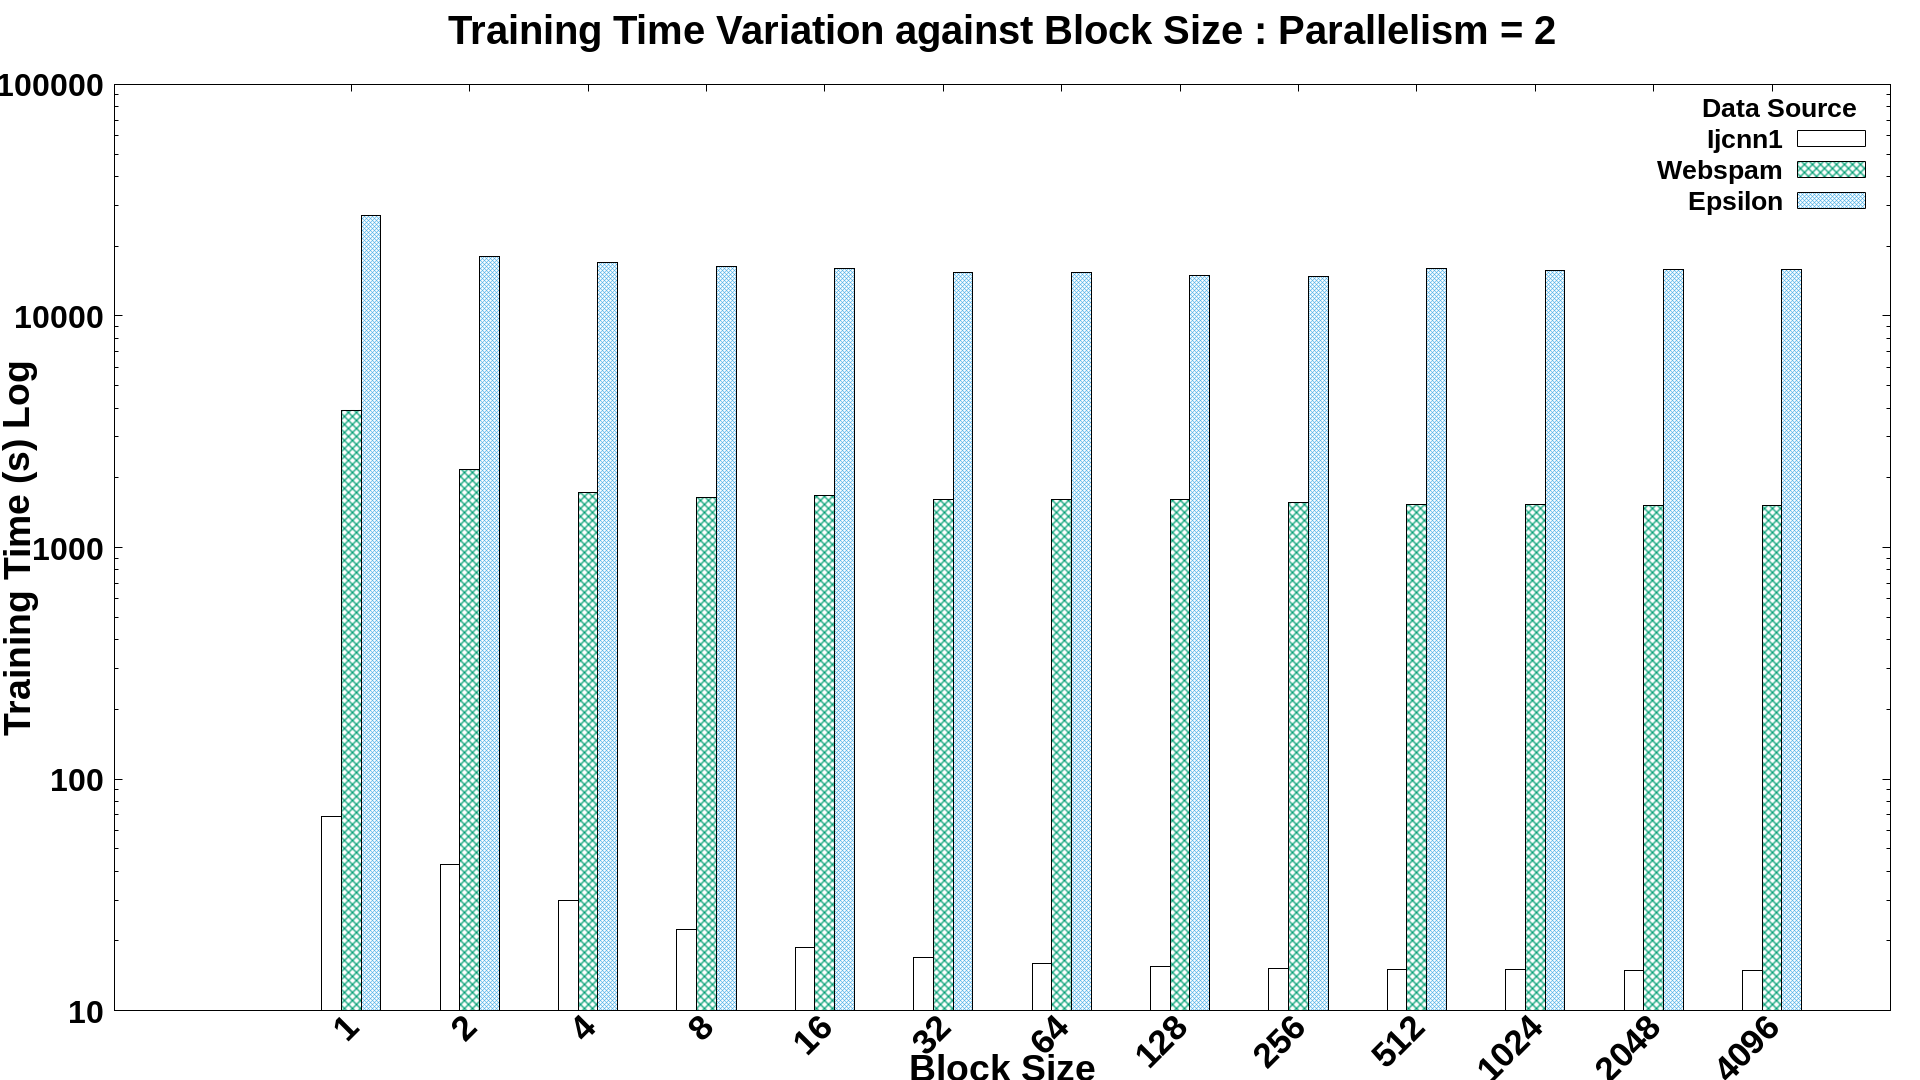 Training Time Variation against Block Size : Parallelism = 2
100000
10000
1000
100
10
Training Time (s) Log
Data Source
Ijcnn1
Webspam
Epsilon
1 2 4 8 16 32 64 128 256 512 1024 2048 4096
Block Size